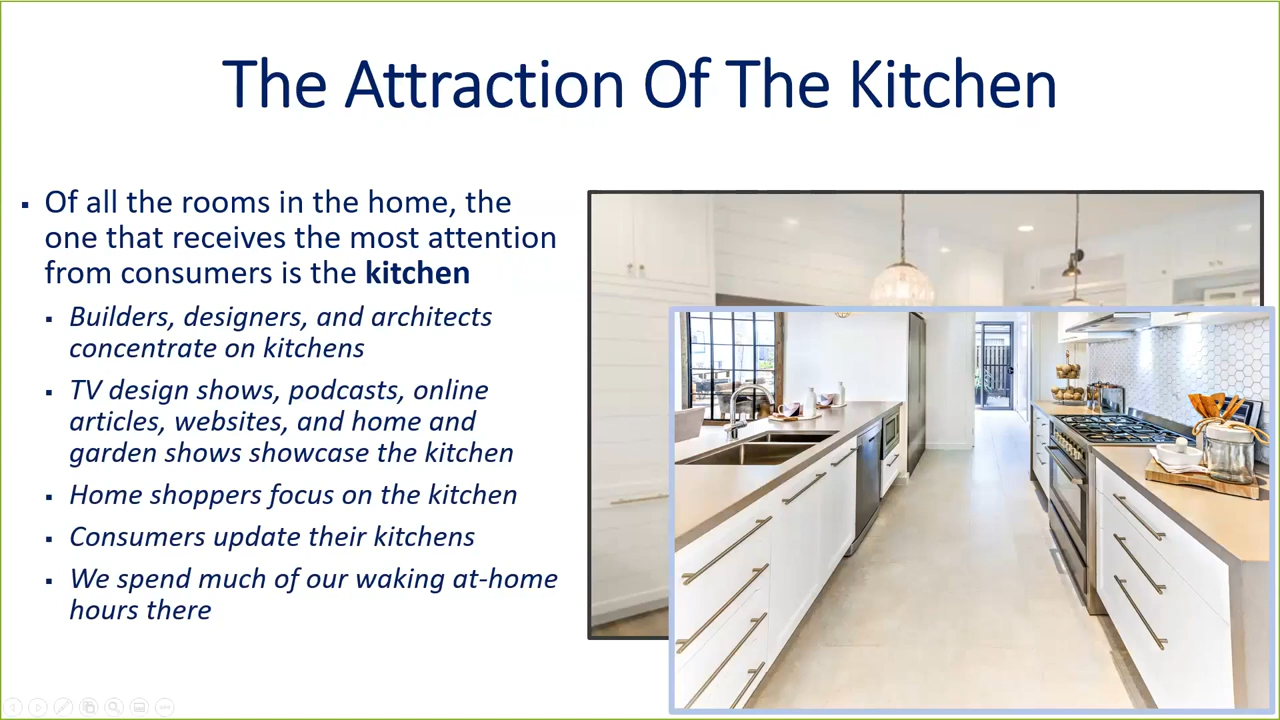 The Attraction Of The Kitchen
Of all the rooms in the home, the
one that receives the most attention
from consumers is the kitchen
Builders, designers, and architects
concentrate on kitchens
TV design shows, podcasts, online
articles, websites, and home and
garden shows showcase the kitchen
Home shoppers focus on the kitchen
Consumers update their kitchens
We spend much of our waking at-home
hours there